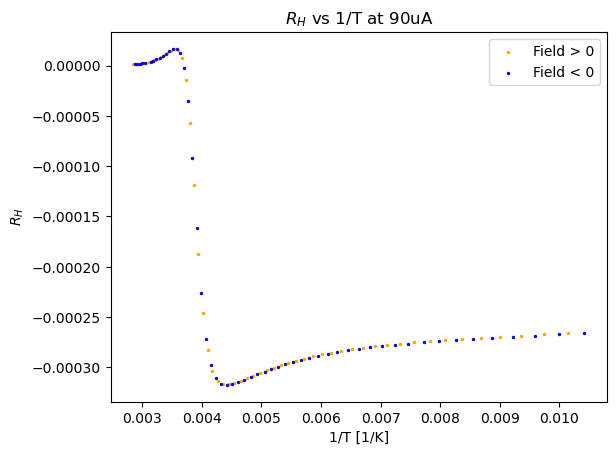 $R_H$ vs 1/T at 90uA
Field > 0
Field < 0
0.00000
−0.00005
−0.00010
−0.00015
−0.00020
−0.00025
−0.00030
$R_H$
0.003 0.004 0.005 0.006 0.007 0.008 0.009 0.010
1/T [1/K]